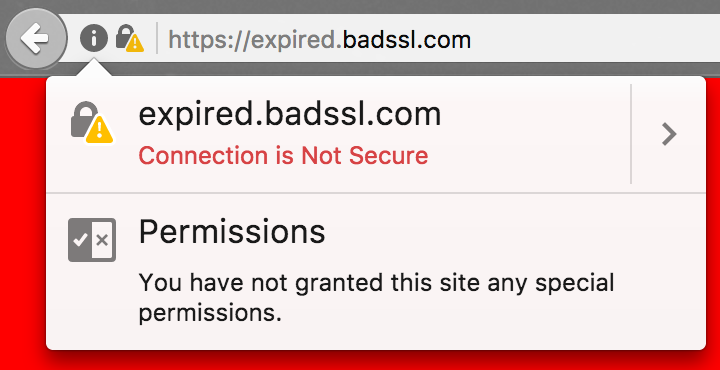 https://expired.badssl.com
expired.badssl.com
Connection is Not Secure
Permissions
You have not granted this site any special
permissions.